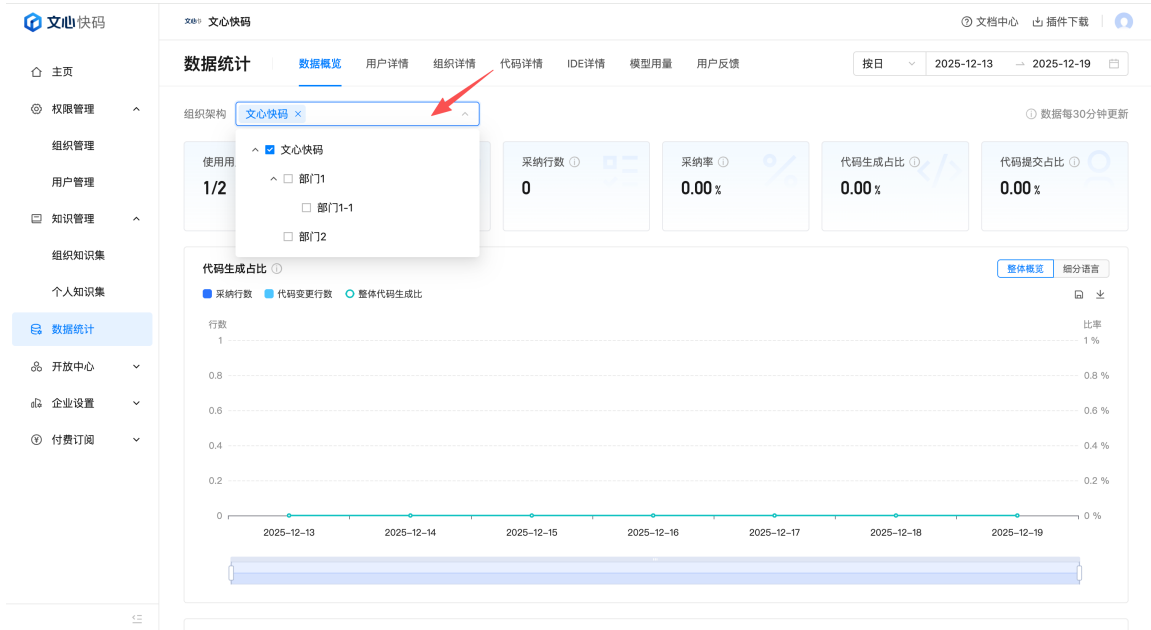 文心快码
文心快码
文档中心
插件下载
主页
权限管理
组织管理
用户管理
知识管理
组织知识集
个人知识集
数据统计
开放中心
企业设置
付费订阅
数据统计
数据概览
用户详情
组织详情
代码详情
IDE详情
模型用量
用户反馈
按日
2025-12-13
2025-12-19
组织架构
文心快码 ×
数据每30分钟更新
文心快码
部门1
部门1-1
部门2
使用用
1/2
采纳行数
0
采纳率
0.00 %
代码生成占比
0.00 %
代码提交占比
0.00 %
代码生成占比
整体概览
细分语言
采纳行数
代码变更行数
整体代码生成比
行数
比率
1
1 %
0.8
0.8 %
0.6
0.6 %
0.4
0.4 %
0.2
0.2 %
0
0 %
2025-12-13
2025-12-14
2025-12-15
2025-12-16
2025-12-17
2025-12-18
2025-12-19